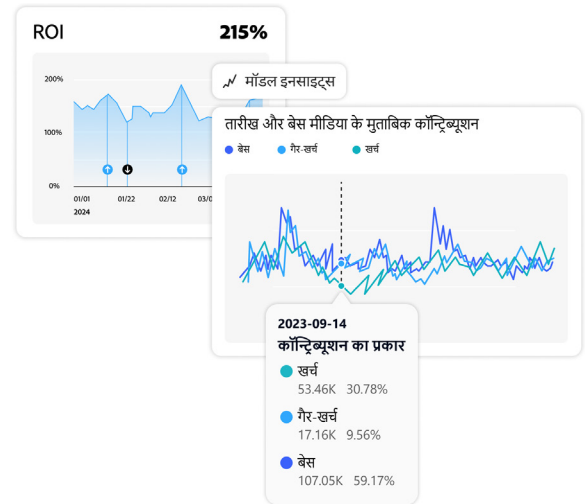 ROI 215%
200%
100%
0%
01/01 01/22 02/12
2024
मॉडल इनसाइट्स
तारीख और बेस मीडिया के मुताबिक कॉन्ट्रिब्यूशन
बेस गैर-खर्च खर्च
2023-09-14
कॉन्ट्रिब्यूशन का प्रकार
खर्च
53.46K 30.78%
गैर-खर्च
17.16K 9.56%
बेस
107.05K 59.17%